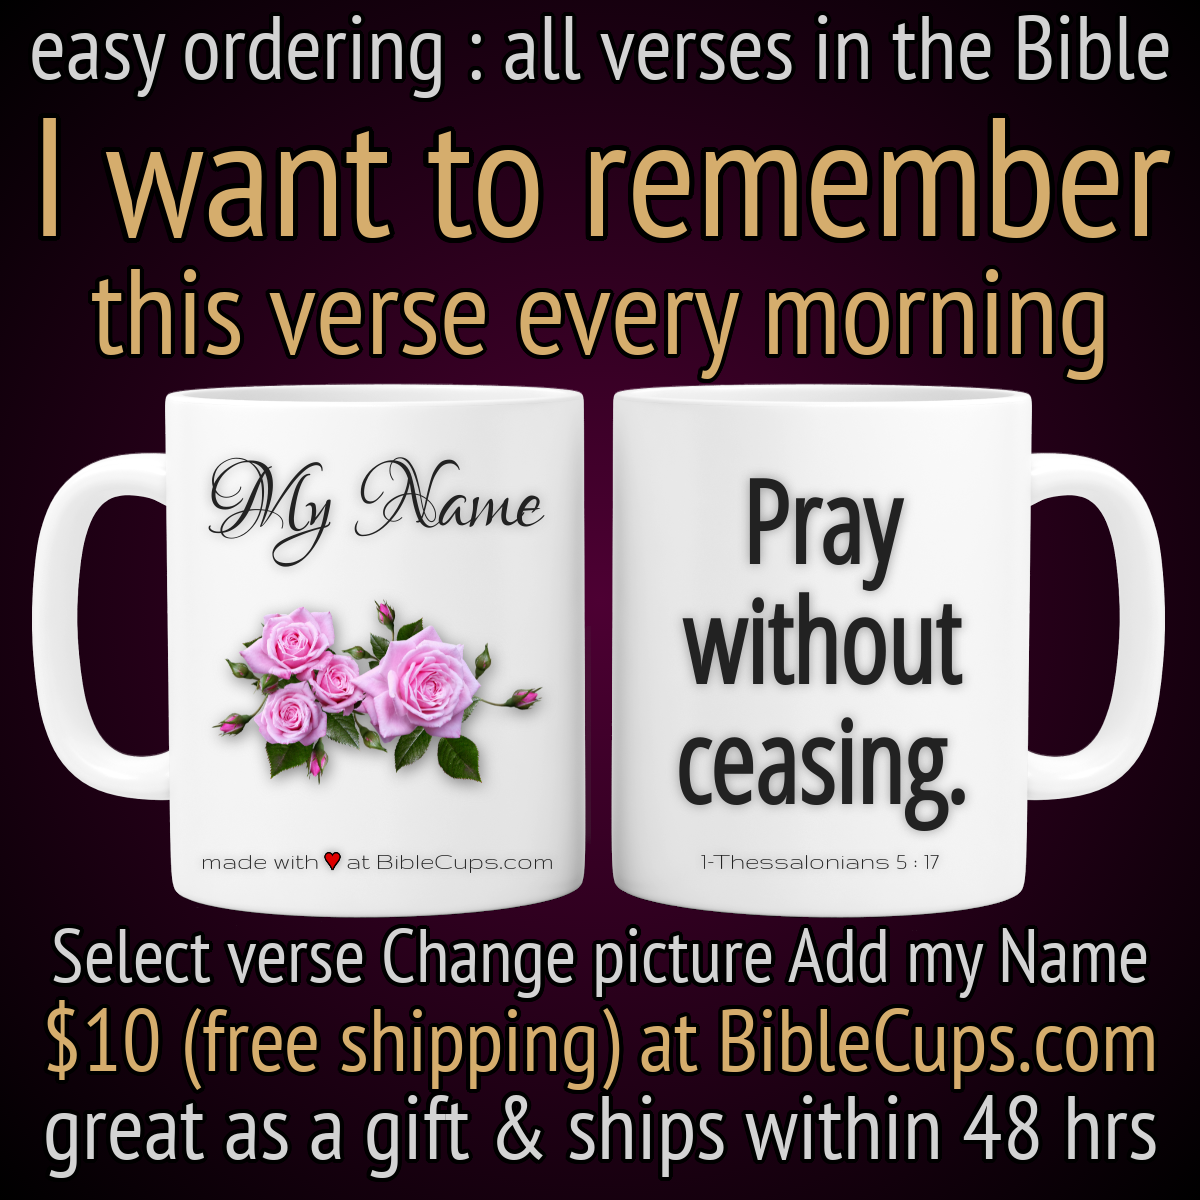 easy ordering : all verses in the Bible
I want to remember
this verse every morning
My Name
made with ♥ at BibleCups.com
Pray
without
ceasing.
1-Thessalonians 5 : 17
Select verse Change picture Add my Name
$10 (free shipping) at BibleCups.com
great as a gift & ships within 48 hrs